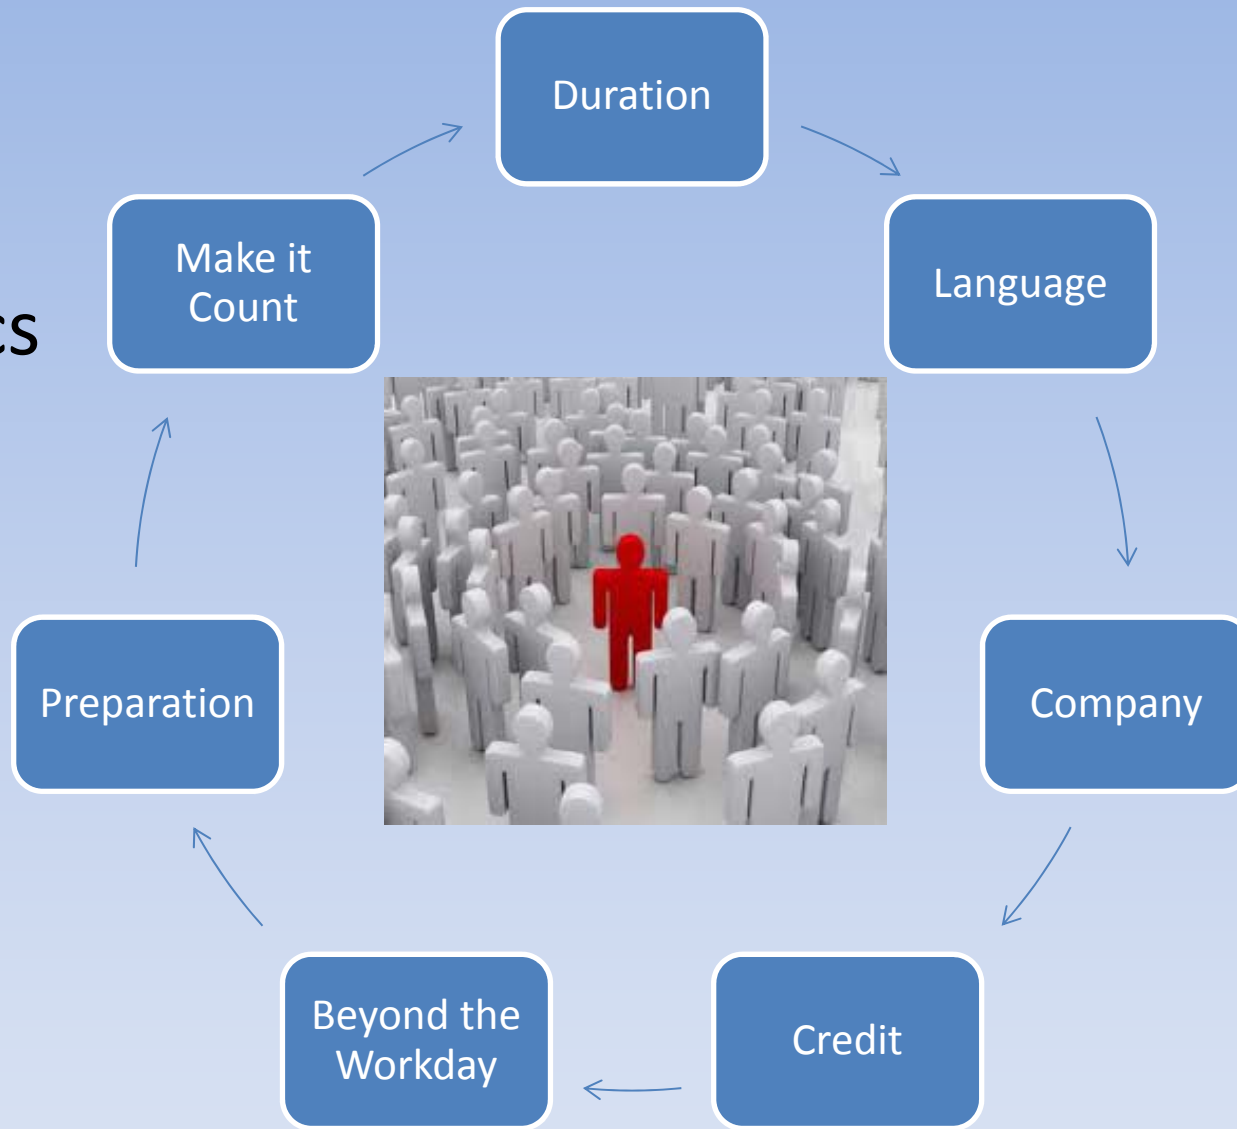 Duration
Make it
Count
Language
cs
Preparation
Company
Beyond the
Workday
Credit